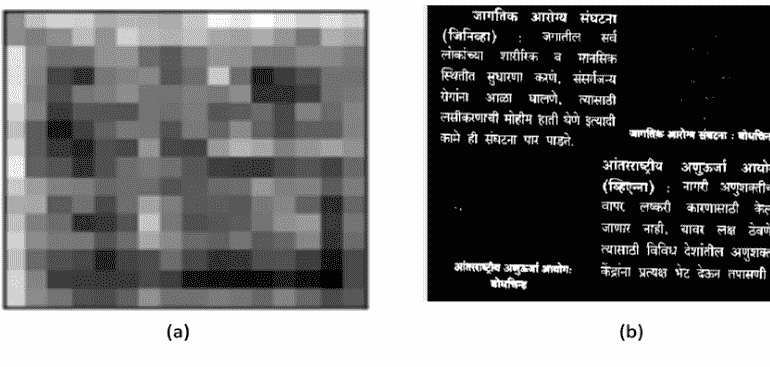 जागतिक आरोग्य संघटना
(जिनिव्हा) : जगातील सर्व
लोकांच्या शारीरिक व मानसिक
स्थितीत सुधारणा करणे, संसर्गजन्य
रोगांना आळा घालणे, त्यासाठी
लसीकरणाची मोहीम हाती घेणे इत्यादी
कामे ही संघटना पार पाडते.
जागतिक आरोग्य संघटना : बोधचिन्ह
आंतरराष्ट्रीय अणुऊर्जा
(व्हिएन्ना) : नागरी
वापर लष्करी कारणासाठी
जाणार नाही, यावर लक्ष
त्यासाठी विविध देशांतील
केंद्रांना प्रत्यक्ष भेट देऊन तपासणी
आंतरराष्ट्रीय अणुऊर्जा आयोग:
बोधचिन्ह
(a)
(b)